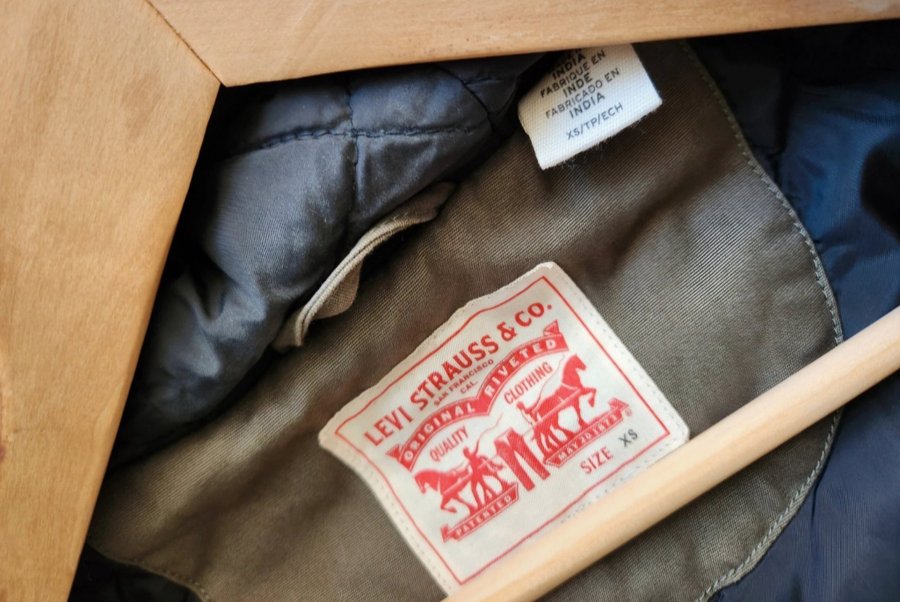 INDIA
FABRIQUE EN
INDE
FABRICADO EN
INDIA
XS/TP/ECH
LEVI STRAUSS & CO.
SAN FRANCISCO
CAL.
ORIGINAL RIVETED
QUALITY CLOTHING
PATENTED MAY 20 1873
SIZE XS